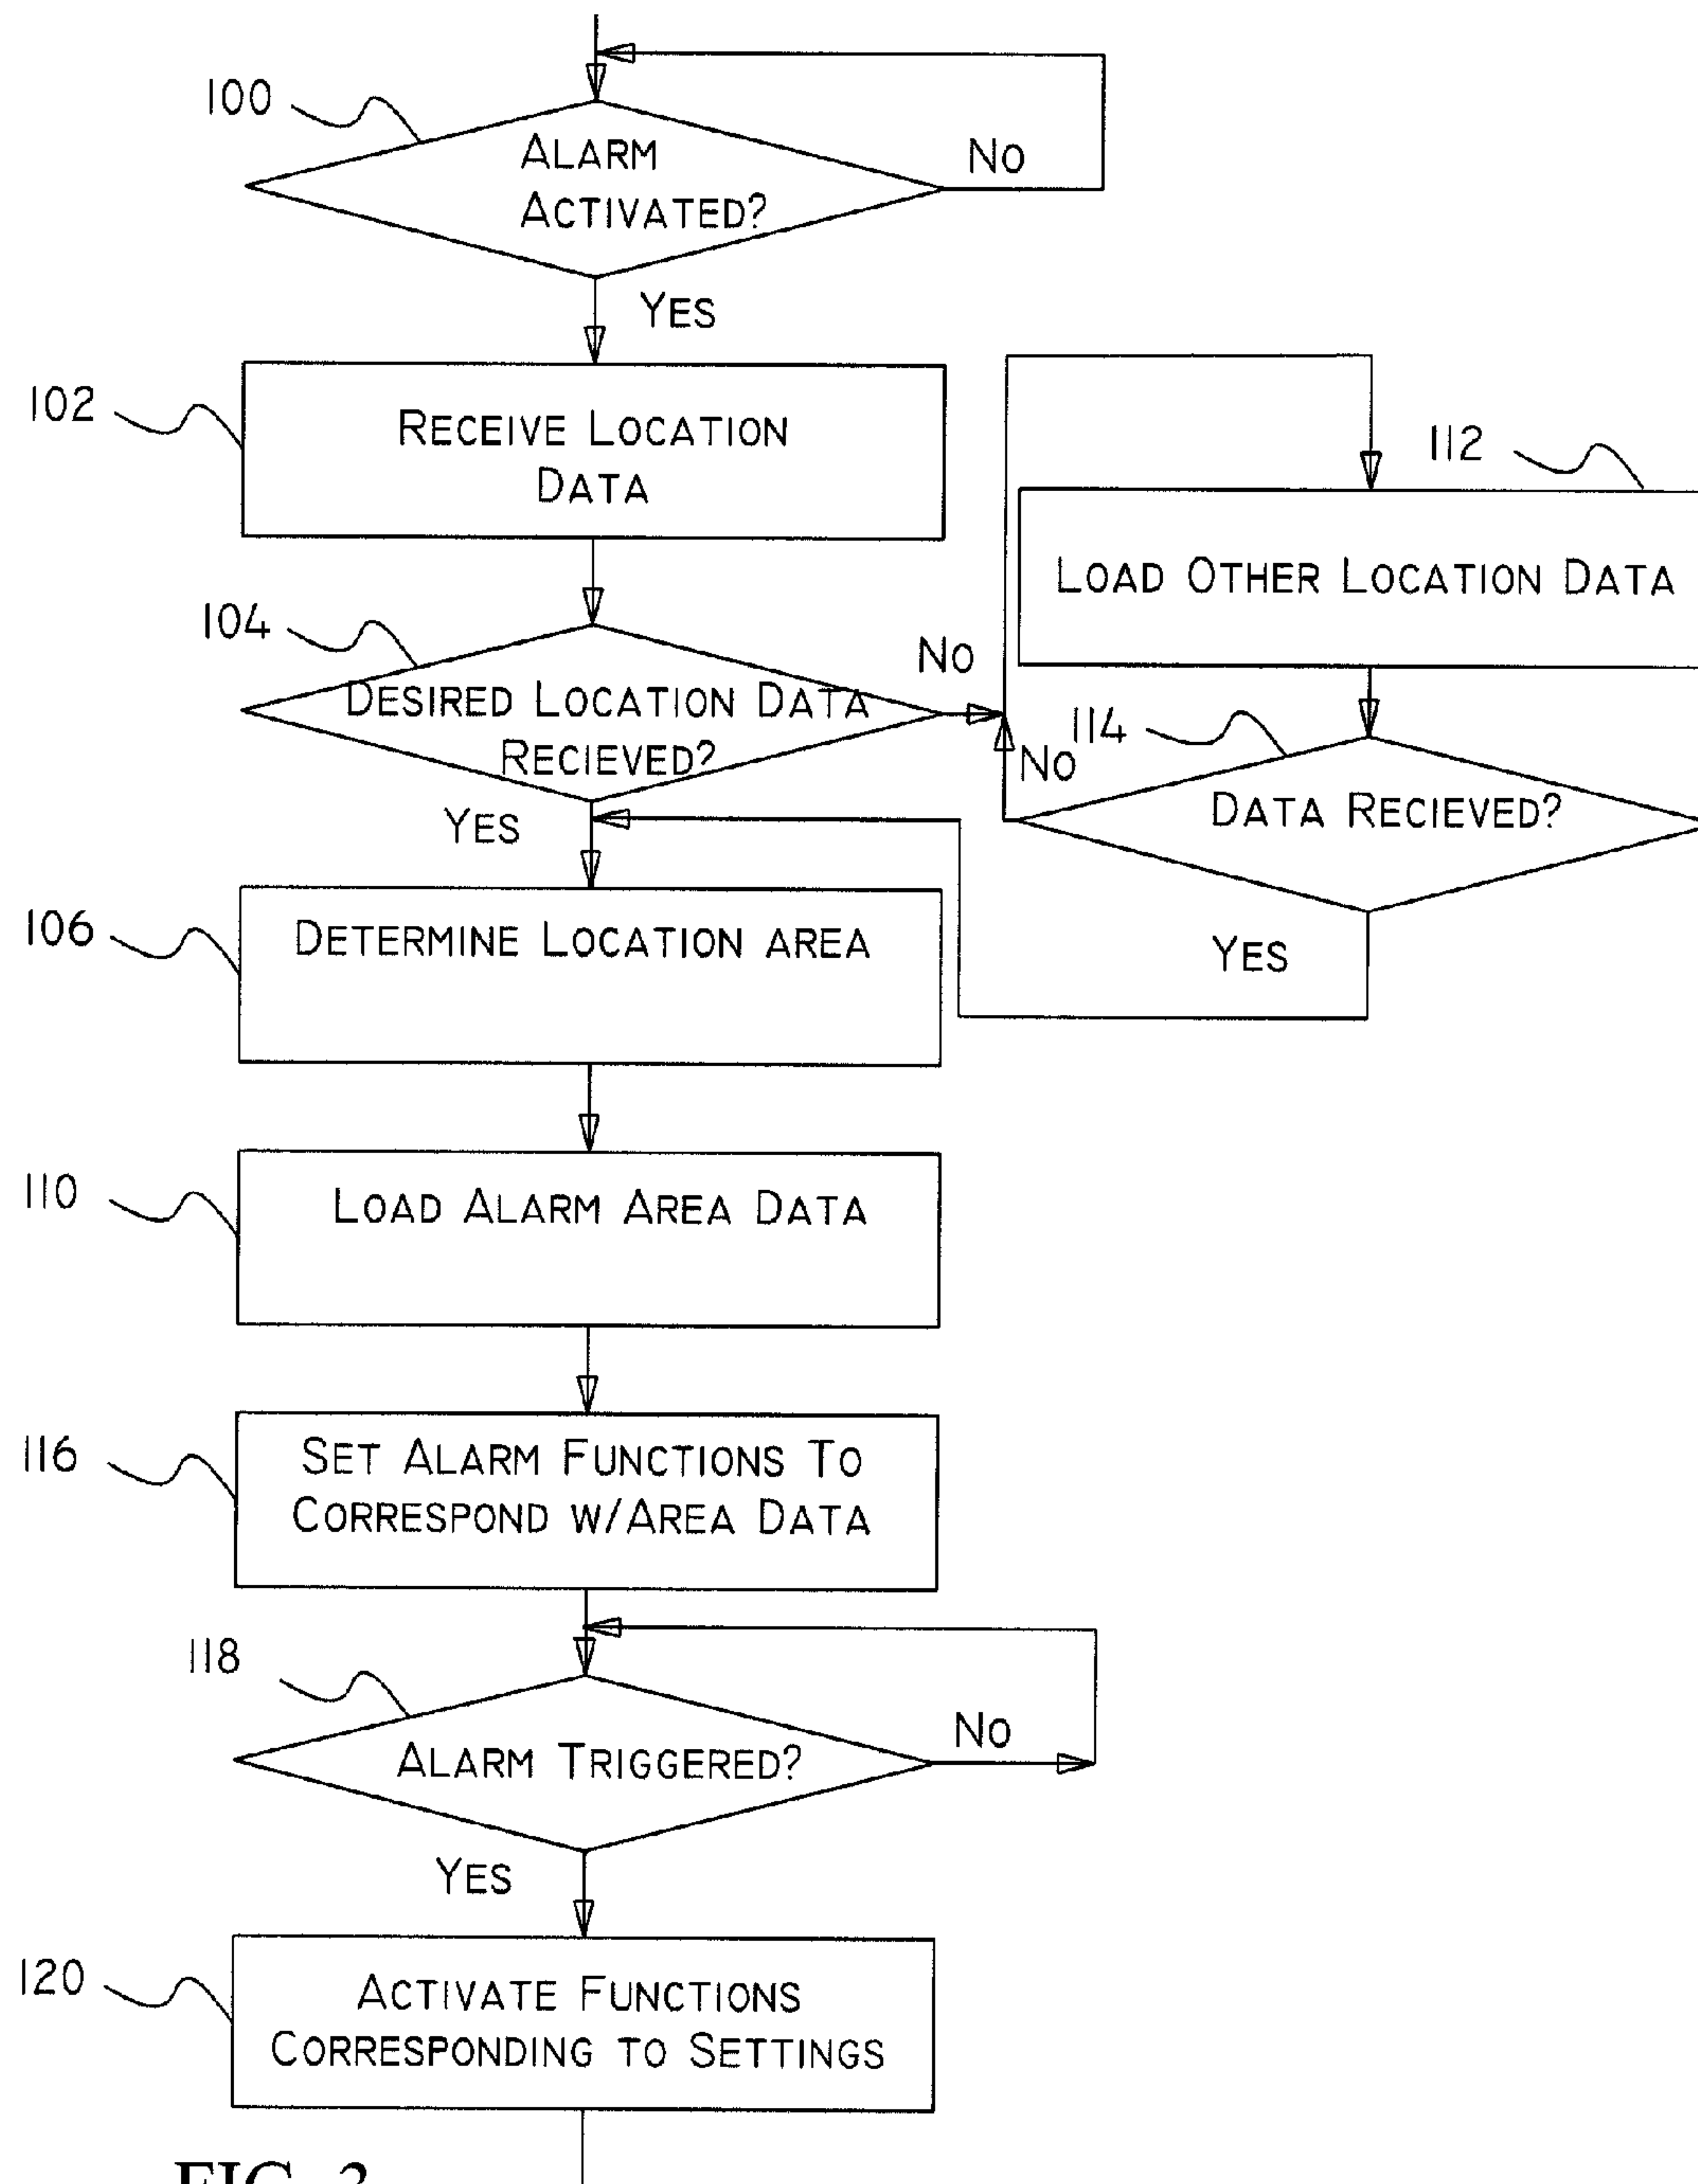 100
ALARM
ACTIVATED?
NO
YES
102
RECEIVE LOCATION
DATA
112
LOAD OTHER LOCATION DATA
104
DESIRED LOCATION DATA
RECIEVED?
NO
114
NO
DATA RECIEVED?
YES
YES
106
DETERMINE LOCATION AREA
110
LOAD ALARM AREA DATA
116
SET ALARM FUNCTIONS TO
CORRESPOND W/AREA DATA
118
ALARM TRIGGERED?
NO
YES
120
ACTIVATE FUNCTIONS
CORRESPONDING TO SETTINGS